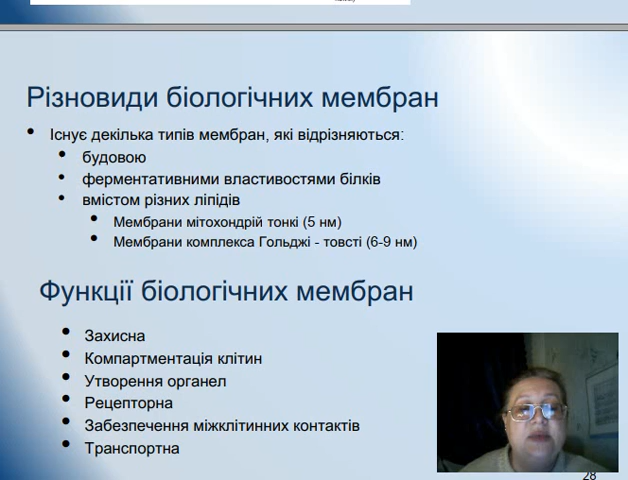 Різновиди біологічних мембран
• Існує декілька типів мембран, які відрізняються:
• будовою
• ферментативними властивостями білків
• вмістом різних ліпідів
• Мембрани мітохондрій тонкі (5 нм)
• Мембрани комплекса Гольджі - товсті (6-9 нм)
Функції біологічних мембран
• Захисна
• Компартментація клітин
• Утворення органел
• Рецепторна
• Забезпечення міжклітинних контактів
• Транспортна
28